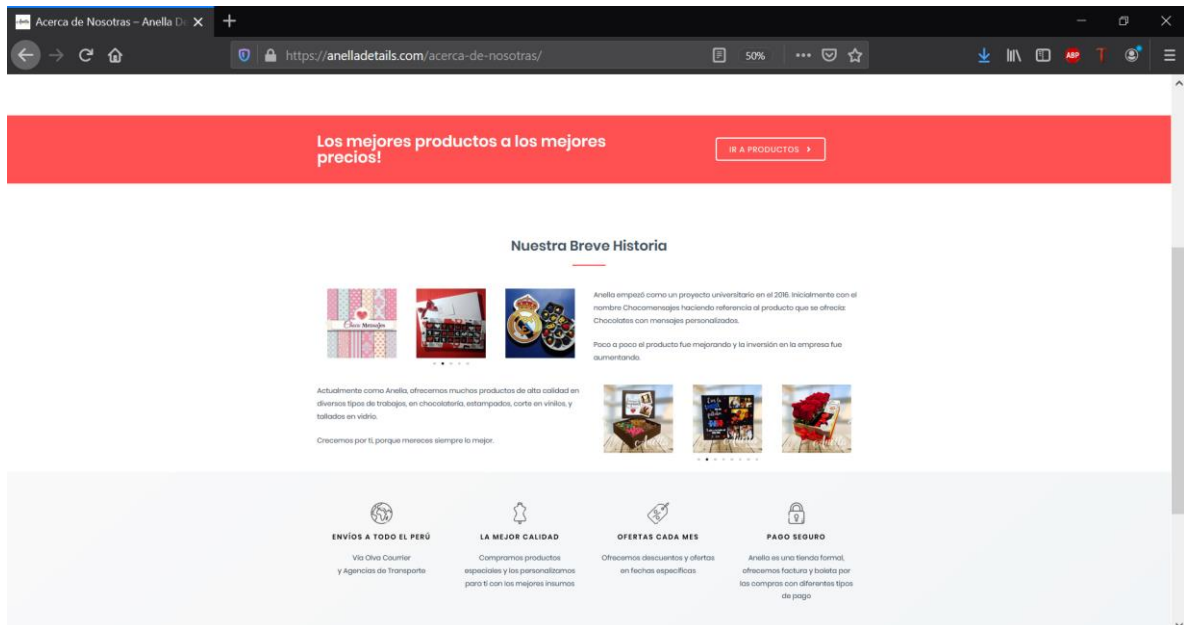 Acerca de Nosotras – Anella De
https://anelladetails.com/acerca-de-nosotras/
50%
ABP
Los mejores productos a los mejores
precios!
IR A PRODUCTOS
Nuestra Breve Historia
Choco Mensajes
Anella empezó como un proyecto universitario en el 2016. Inicialmente con el
nombre Chocomensajes haciendo referencia al producto que se ofrecía:
Chocolates con mensajes personalizados.
Poco a poco el producto fue mejorando y la inversión en la empresa fue
aumentando.
Actualmente como Anella, ofrecemos muchos productos de alta calidad en
diversos tipos de trabajos, en chocolatería, estampados, corte en vinilos, y
tallados en vidrio.
Crecemos por ti, porque mereces siempre lo mejor.
ENVÍOS A TODO EL PERÚ
Vía Olva Courrier
y Agencias de Transporte
LA MEJOR CALIDAD
Compramos productos
especiales y los personalizamos
para ti con los mejores insumos
OFERTAS CADA MES
Ofrecemos descuentos y ofertas
en fechas específicas
PAGO SEGURO
Anella es una tienda formal,
ofrecemos factura y boleta por
las compras con diferentes tipos
de pago